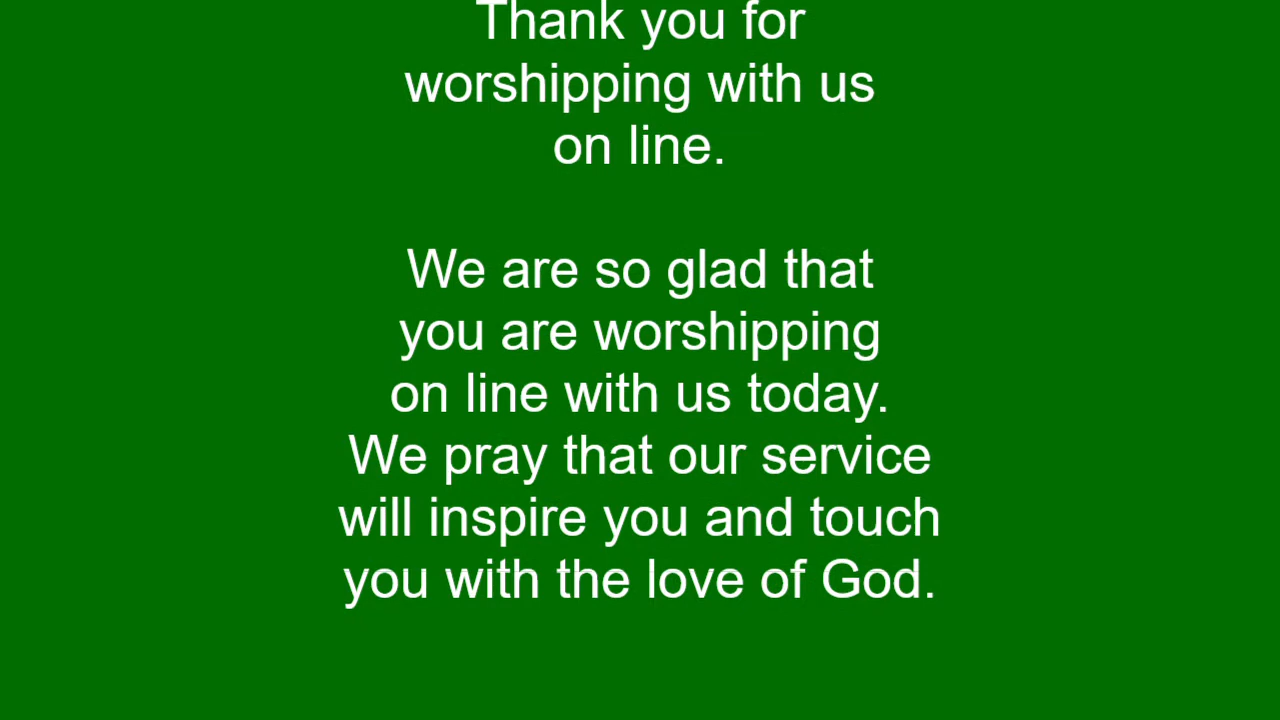 Thank you for
worshipping with us
on line.
We are so glad that
you are worshipping
on line with us today.
We pray that our service
will inspire you and touch
you with the love of God.